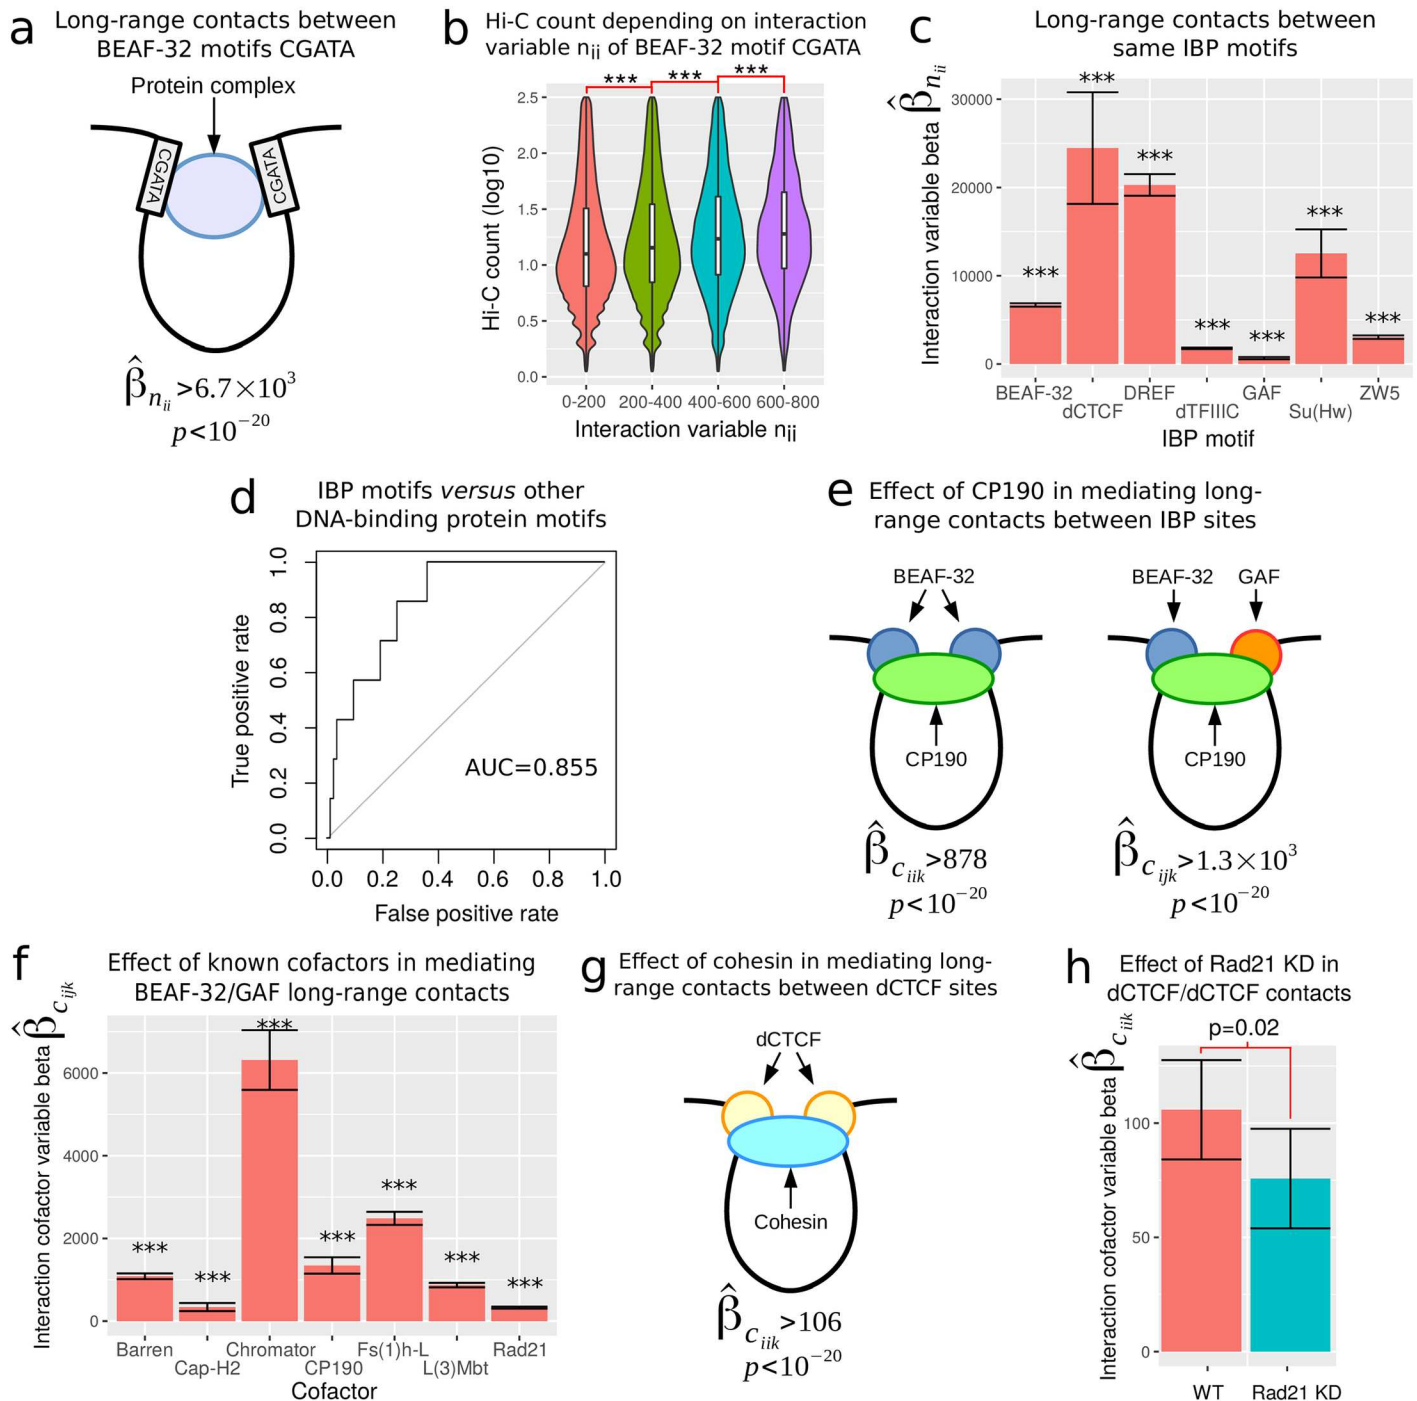 a
Long-range contacts between
BEAF-32 motifs CGATA
Protein complex
CGATA
CGATA
β̂ₙᵢᵢ >6.7×10³
p<10⁻²⁰
b
Hi-C count depending on interaction
variable nᵢᵢ of BEAF-32 motif CGATA
*** *** ***
Hi-C count (log10)
2.5
2.0
1.5
1.0
0.5
0.0
0-200 200-400 400-600 600-800
Interaction variable nᵢᵢ
c
Long-range contacts between
same IBP motifs
Interaction variable beta β̂ₙᵢᵢ
30000
20000
10000
0
*** *** *** *** *** *** ***
BEAF-32 dCTCF DREF dTFIIIC GAF Su(Hw) ZW5
IBP motif
d
IBP motifs versus other
DNA-binding protein motifs
True positive rate
1.0
0.8
0.6
0.4
0.2
0.0
AUC=0.855
0.0 0.2 0.4 0.6 0.8 1.0
False positive rate
e
Effect of CP190 in mediating long-
range contacts between IBP sites
BEAF-32
CP190
β̂_c_iik >878
p<10⁻²⁰
BEAF-32 GAF
CP190
β̂_c_ijk >1.3×10³
p<10⁻²⁰
f
Effect of known cofactors in mediating
BEAF-32/GAF long-range contacts
Interaction cofactor variable beta β̂_c_ijk
6000
4000
2000
0
*** *** *** *** *** *** ***
Barren Cap-H2 Chromator CP190 Fs(1)h-L L(3)Mbt Rad21
Cofactor
g
Effect of cohesin in mediating long-
range contacts between dCTCF sites
dCTCF
Cohesin
β̂_c_iik >106
p<10⁻²⁰
h
Effect of Rad21 KD in
dCTCF/dCTCF contacts
p=0.02
Interaction cofactor variable beta β̂_c_iik
100
50
0
WT Rad21 KD